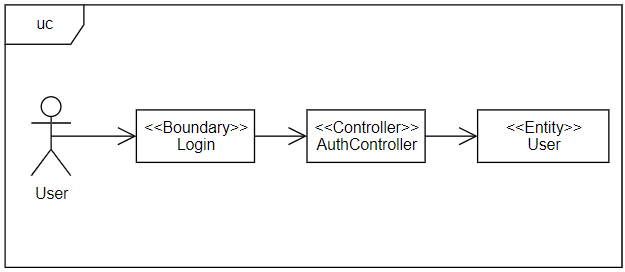 uc
<<Boundary>>
Login
<<Controller>>
AuthController
<<Entity>>
User
User